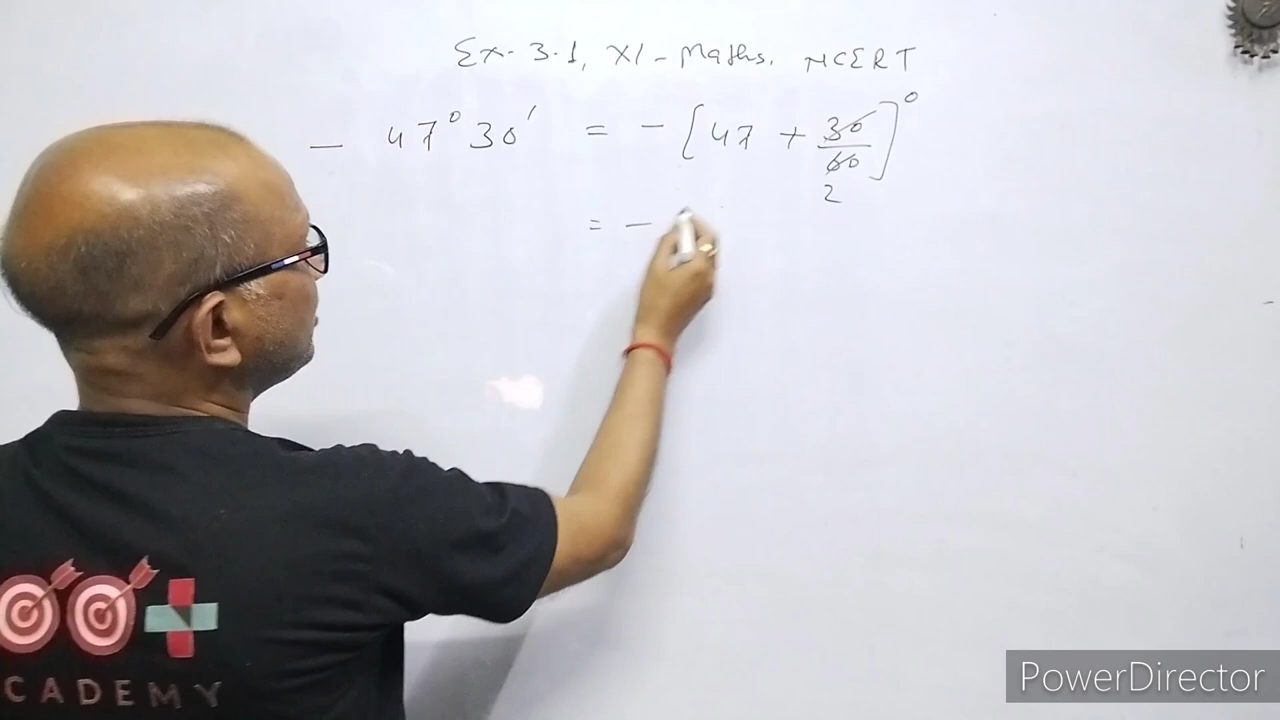 Ex. 3.1, XI - Maths, NCERT
- 47° 30' = - [47 + 30/60]°
2
= -
CADEMY
PowerDirector